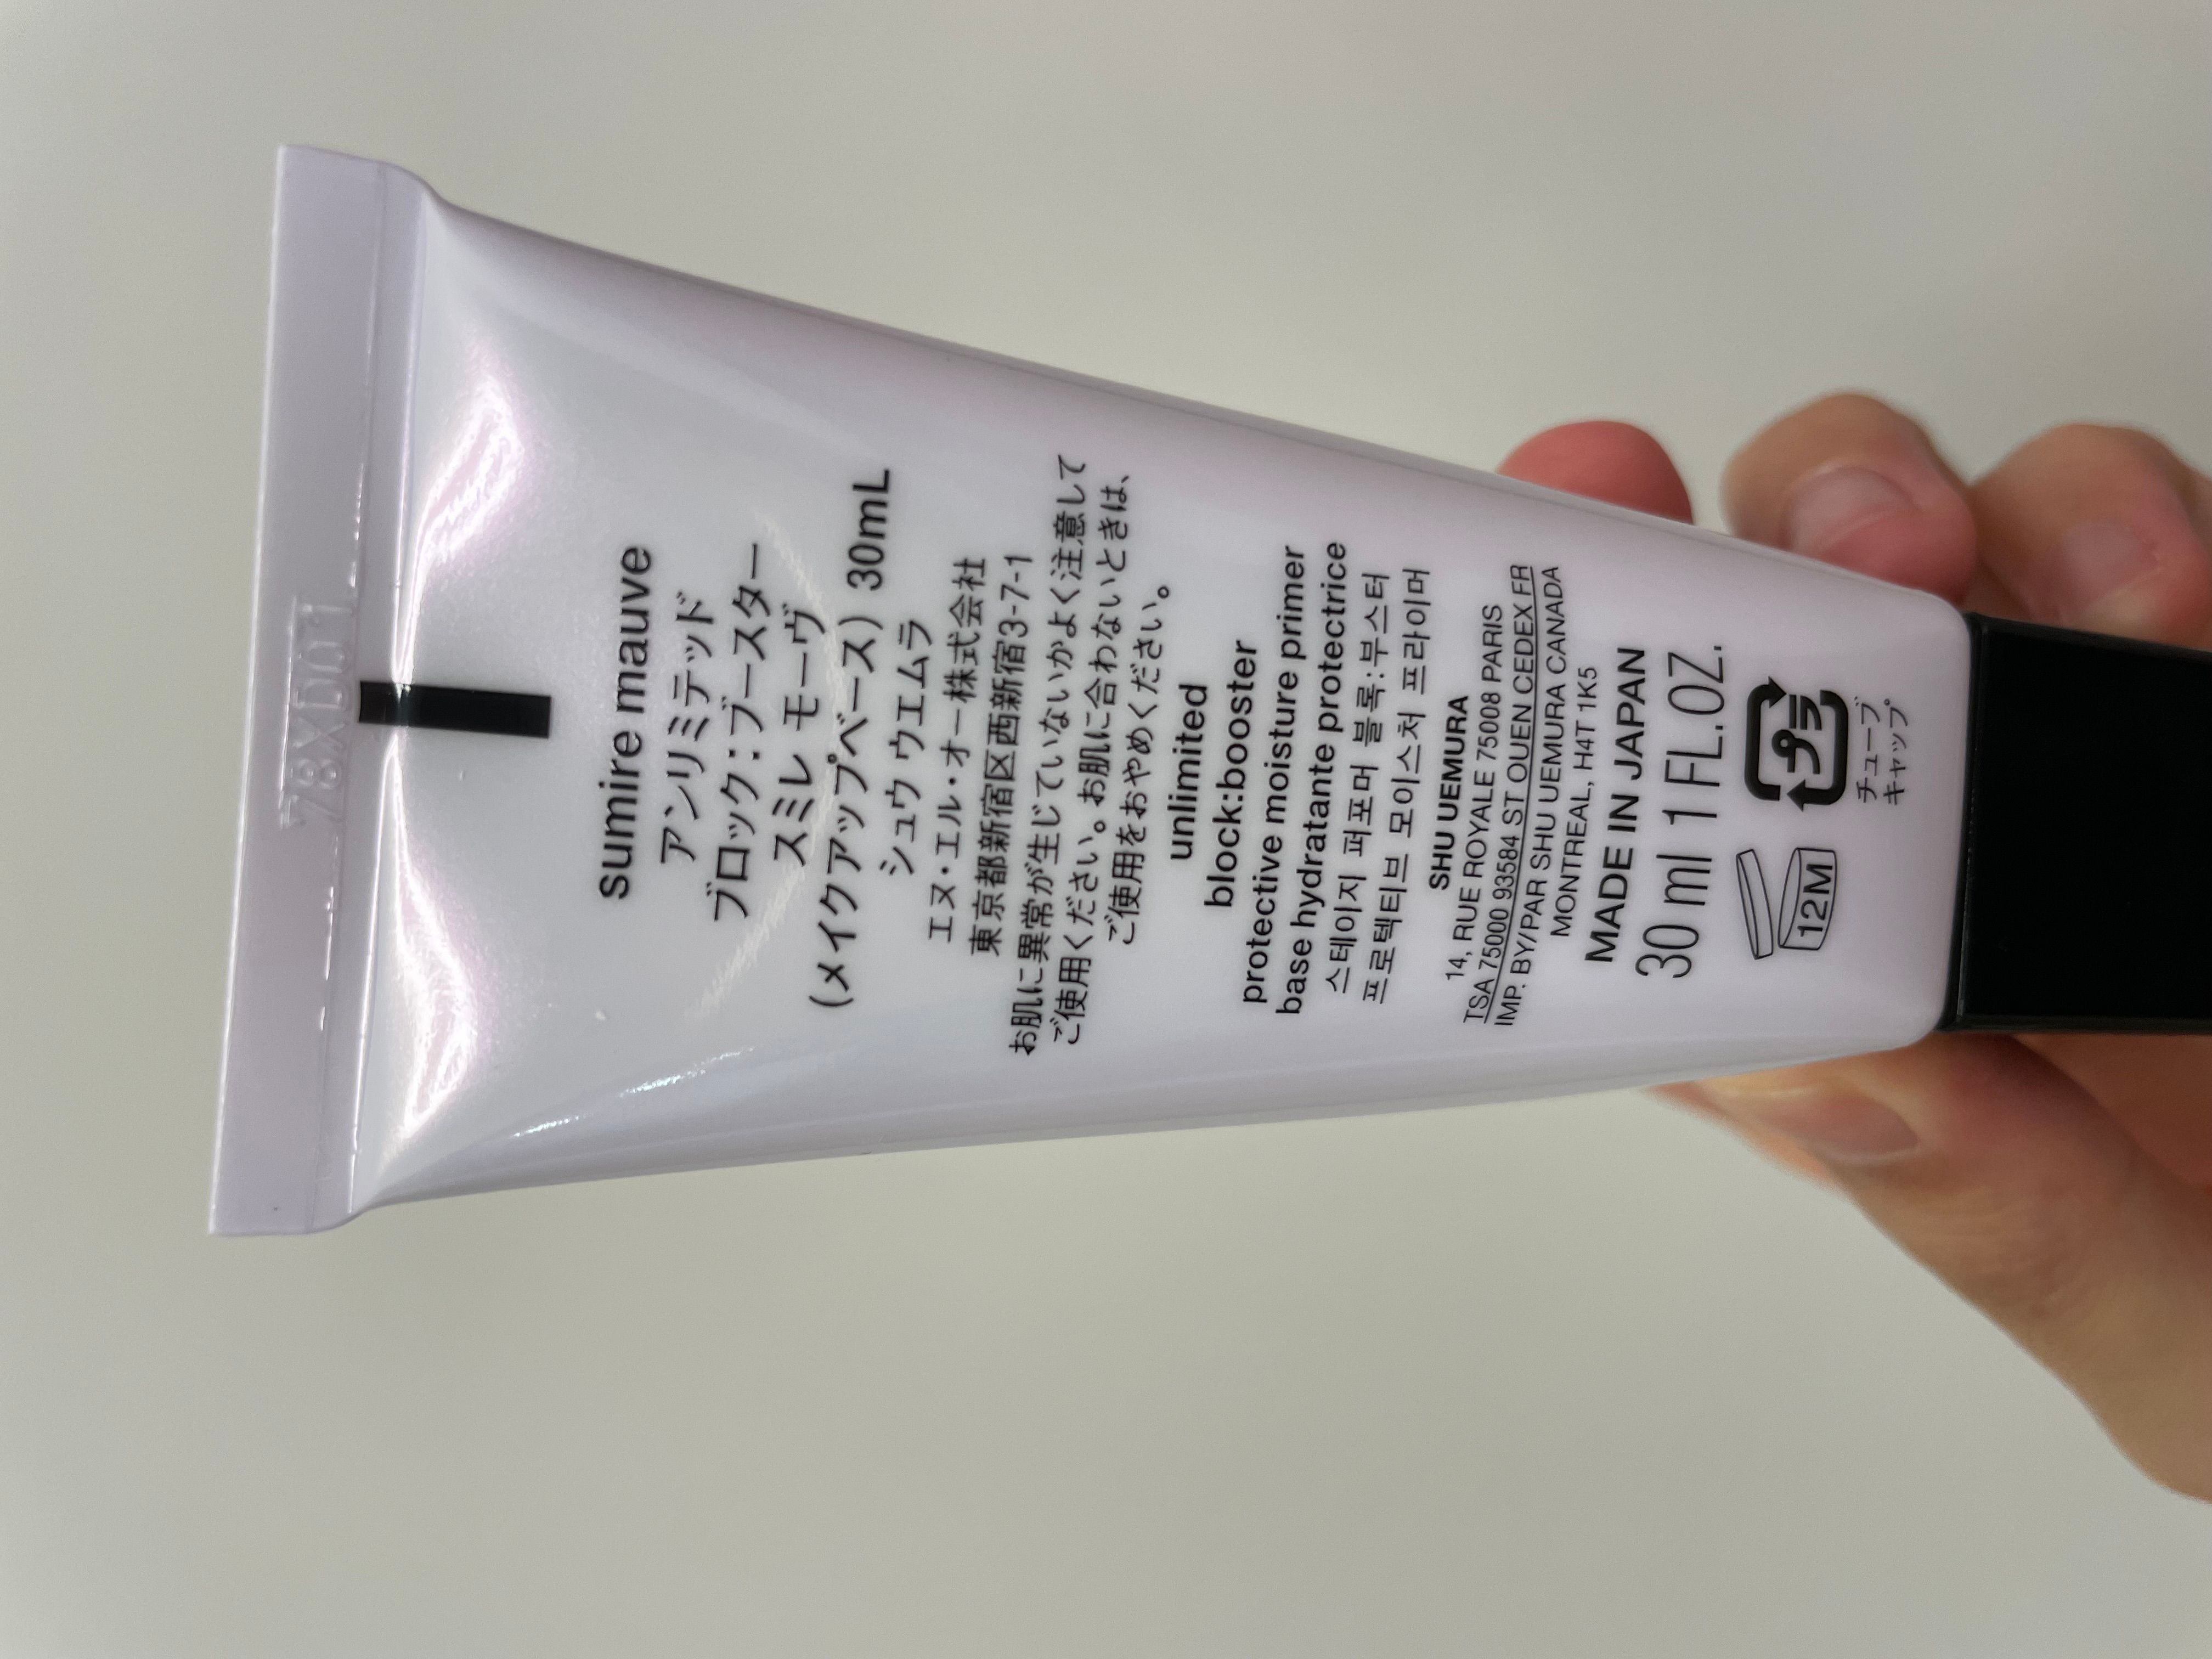 78XD01
sumire mauve
アンリミテッド
ブロック:ブースター
スミレ モーヴ
(メイクアップベース) 30mL
シュウ ウエムラ
エヌ・エル・オー株式会社
東京都新宿区西新宿3-7-1
お肌に異常が生じていないかよく注意して
ご使用ください。お肌に合わないときは、
ご使用をおやめください。
unlimited
block:booster
protective moisture primer
base hydratante protectrice
스테이지 퍼포머 블록:부스터
프로텍티브 모이스처 프라이머
SHU UEMURA
14, RUE ROYALE 75008 PARIS
TSA 75000 93584 ST OUEN CEDEX FR
IMP. BY/PAR SHU UEMURA CANADA
MONTREAL, H4T 1K5
MADE IN JAPAN
30 ml 1 FL.OZ.
12M
プラ
チューブ
キャップ